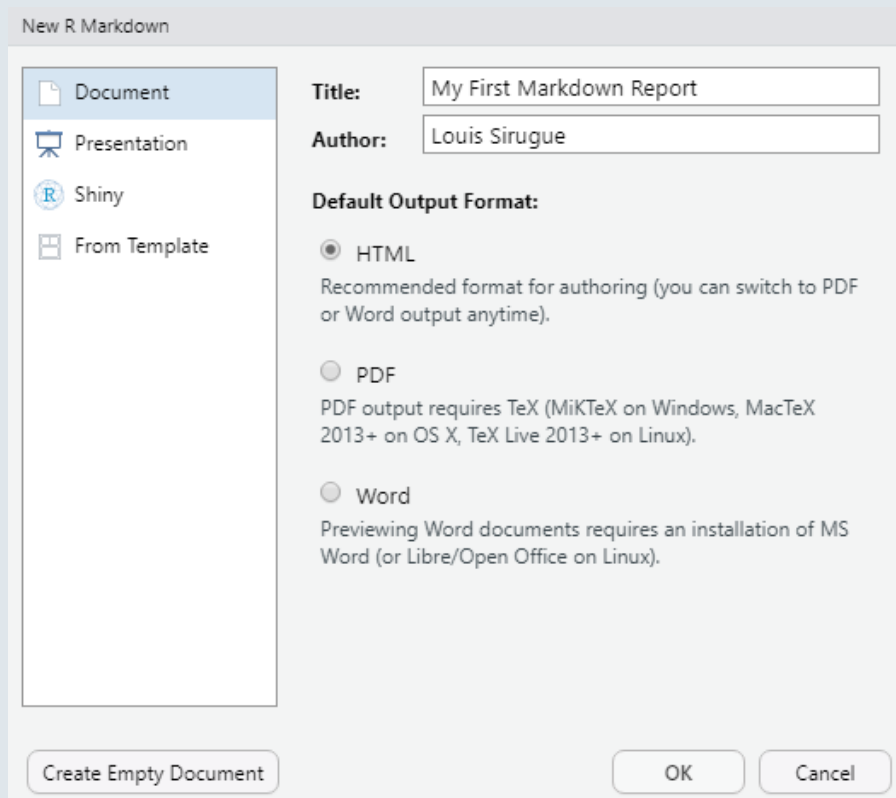 New R Markdown
Document
Presentation
R Shiny
From Template
Title: My First Markdown Report
Author: Louis Sirugue
Default Output Format:
HTML
Recommended format for authoring (you can switch to PDF
or Word output anytime).
PDF
PDF output requires TeX (MiKTeX on Windows, MacTeX
2013+ on OS X, TeX Live 2013+ on Linux).
Word
Previewing Word documents requires an installation of MS
Word (or Libre/Open Office on Linux).
Create Empty Document
OK
Cancel